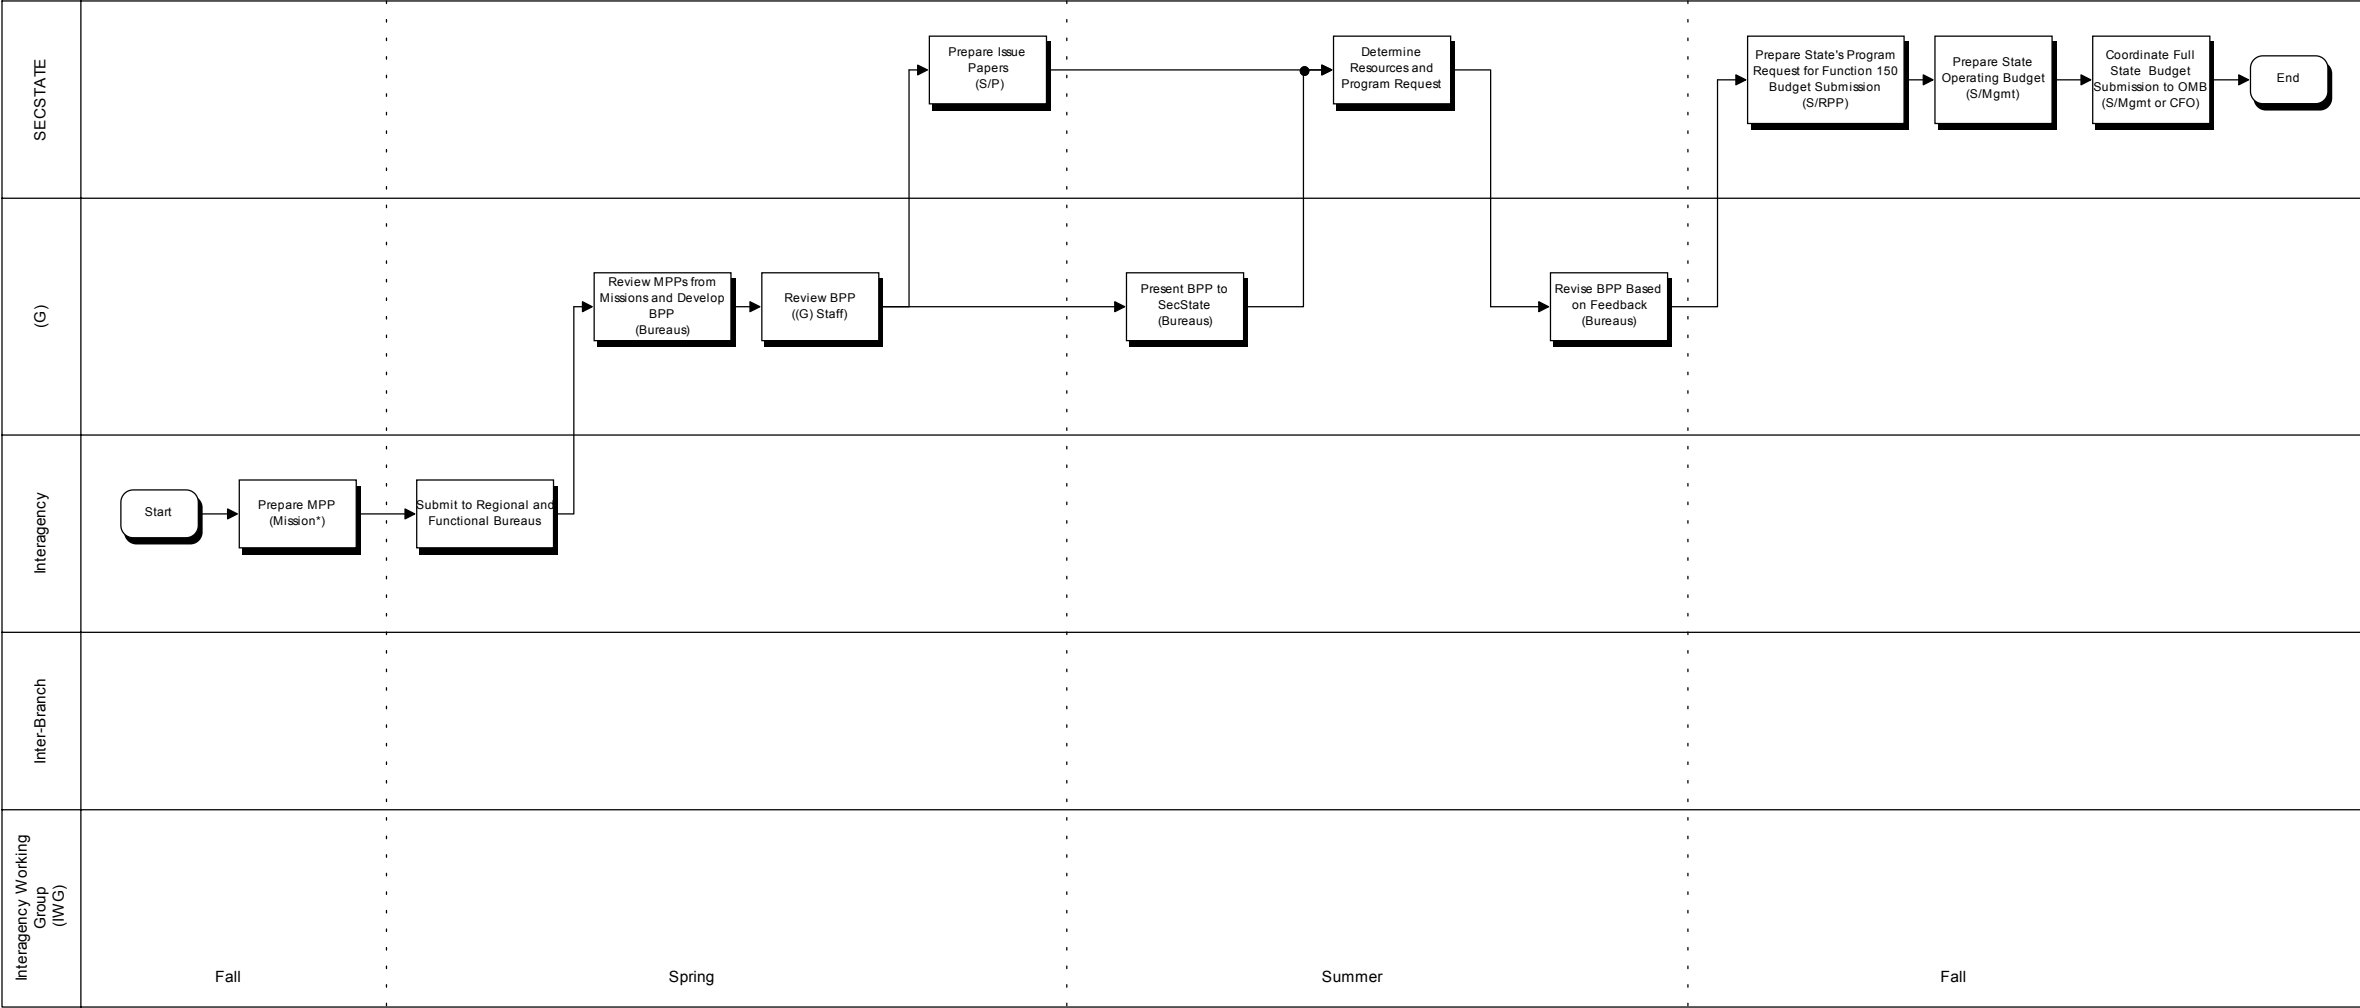 SECSTATE
Prepare Issue
Papers
(S/P)
Determine
Resources and
Program Request
Prepare State's Program
Request for Function 150
Budget Submission
(S/RPP)
Prepare State
Operating Budget
(S/Mgmt)
Coordinate Full
State Budget
Submission to OMB
(S/Mgmt or CFO)
End
(G)
Review MPPs from
Missions and Develop
BPP
(Bureaus)
Review BPP
((G) Staff)
Present BPP to
SecState
(Bureaus)
Revise BPP Based
on Feedback
(Bureaus)
Interagency
Start
Prepare MPP
(Mission*)
Submit to Regional and
Functional Bureaus
Inter-Branch
Interagency Working
Group
(IWG)
Fall
Spring
Summer
Fall